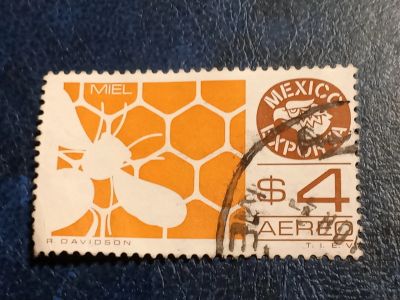 MIEL
MEXICO
EXPORTA
$4
AEREO
R. DAVIDSON
T. I. E. V.